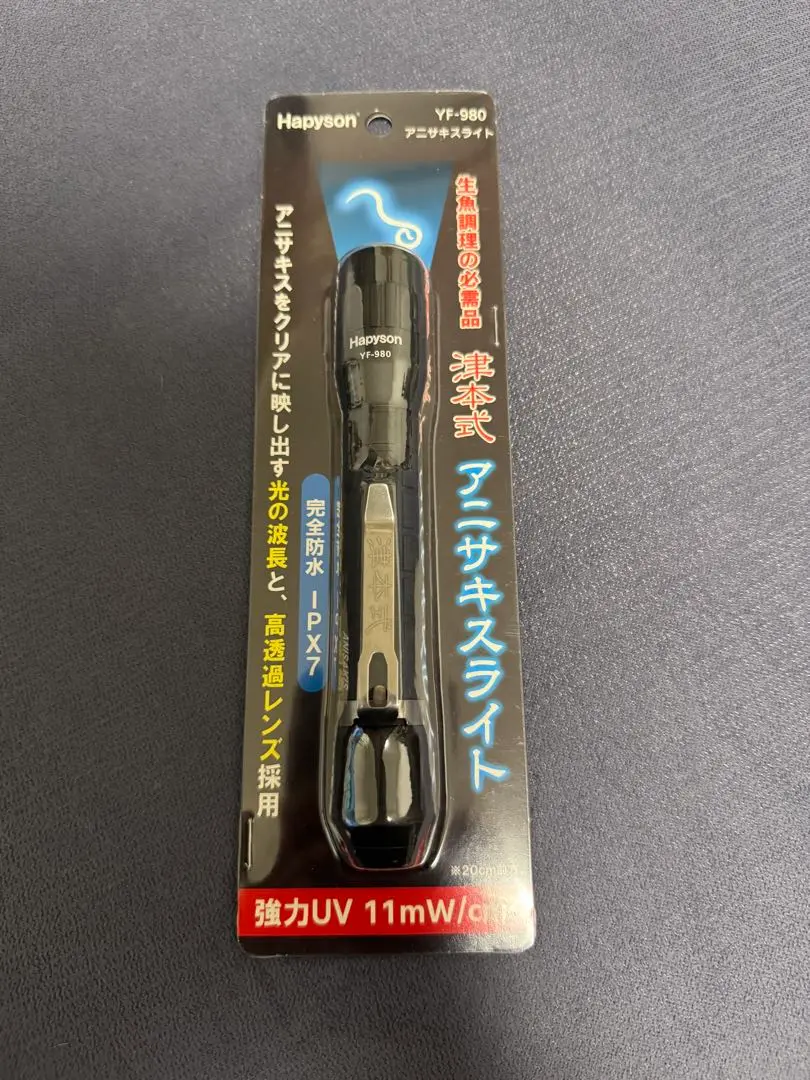 Hapyson
YF-980
アニサキスライト
生魚調理の必需品
津本式
アニサキスライト
アニサキスをクリアに映し出す光の波長と、高透過レンズ採用
完全防水 IPX7
Hapyson
YF-980
津本式
ANISAKIS
※20cm
強力UV 11mW/c